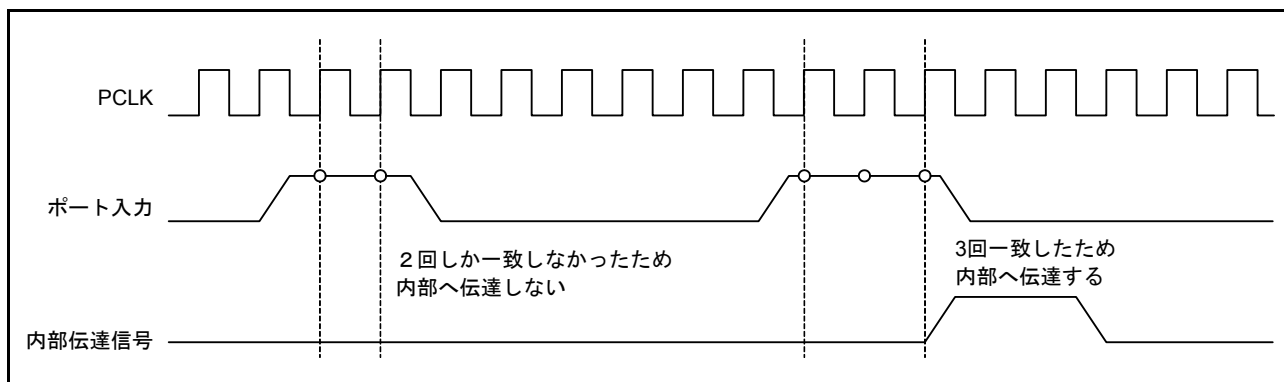 PCLK
ポート入力
２回しか一致しなかったため
内部へ伝達しない
3回一致したため
内部へ伝達する
内部伝達信号